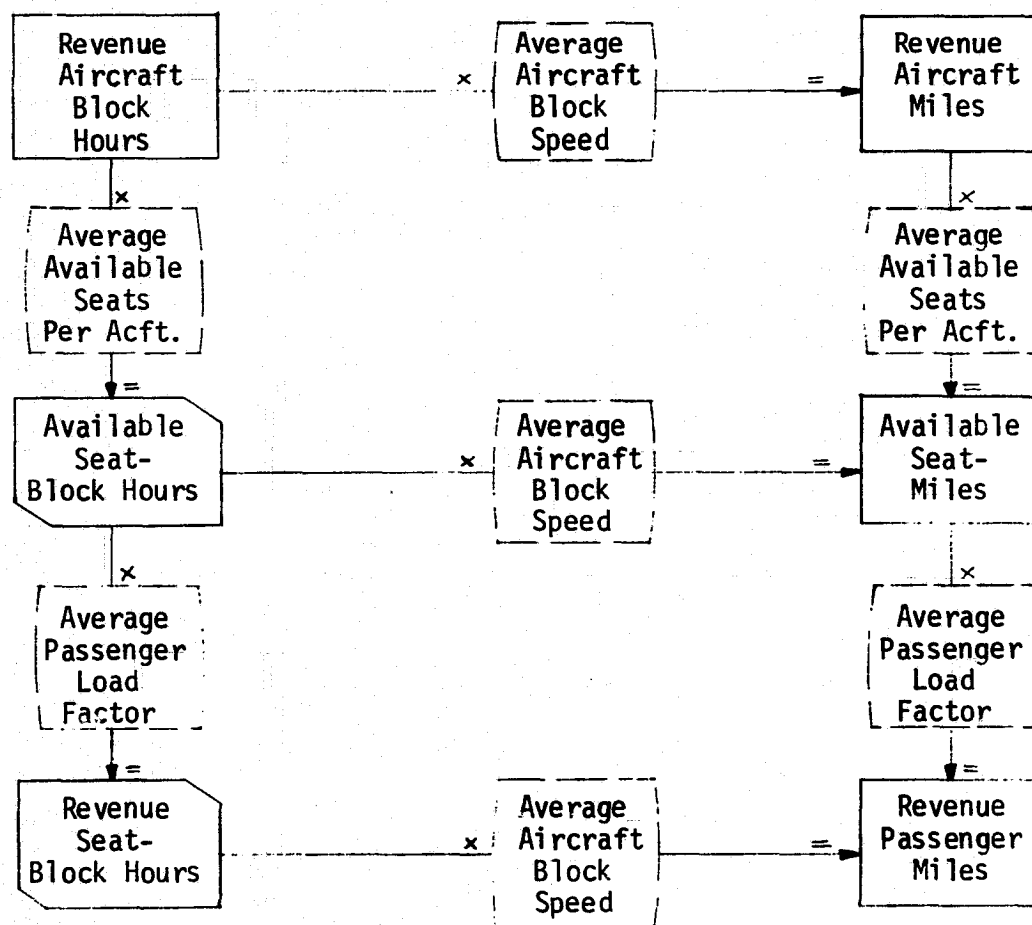 Revenue
Aircraft
Block
Hours
×
Average
Aircraft
Block
Speed
=
Revenue
Aircraft
Miles
×
Average
Available
Seats
Per Acft.
=
×
Average
Available
Seats
Per Acft.
=
Available
Seat-
Block Hours
×
Average
Aircraft
Block
Speed
=
Available
Seat-
Miles
×
Average
Passenger
Load
Factor
=
×
Average
Passenger
Load
Factor
=
Revenue
Seat-
Block Hours
×
Average
Aircraft
Block
Speed
=
Revenue
Passenger
Miles